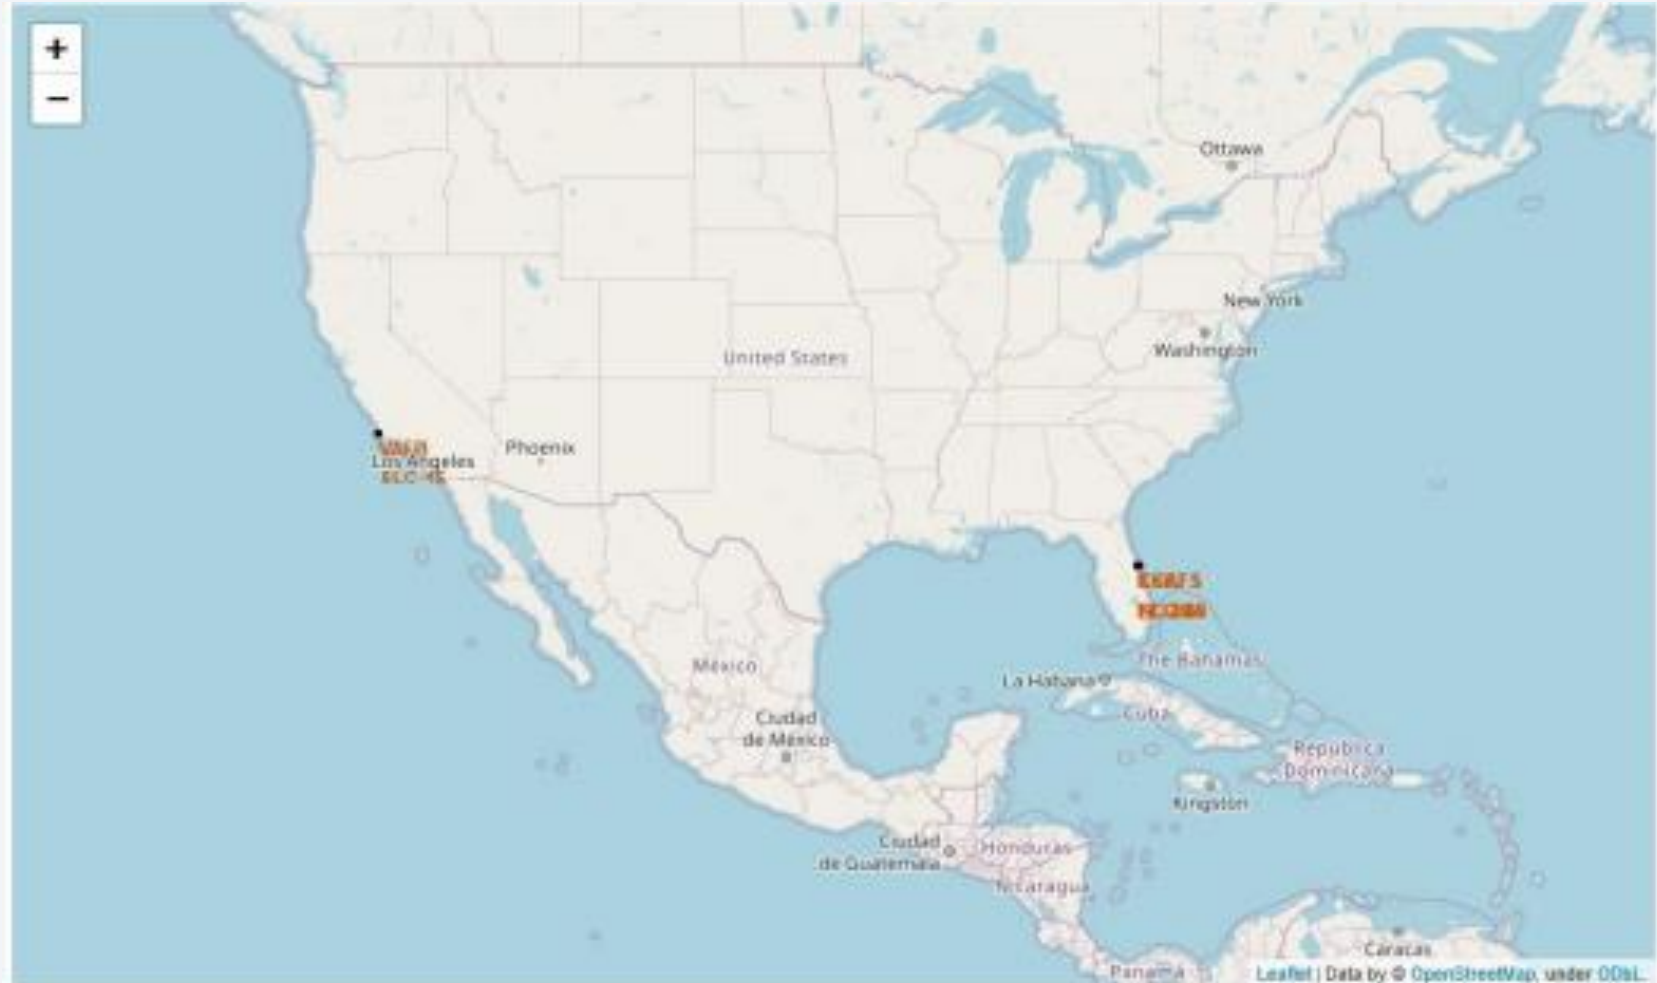 +
−
Ottawa
New York
Washington
United States
Phoenix
Los Angeles
The Bahamas
México
La Habana
Cuba
Ciudad
de México
República
Dominicana
Kingston
Ciudad
de Guatemala
Honduras
Nicaragua
Caracas
Panamá
Leaflet | Data by © OpenStreetMap, under ODbL.